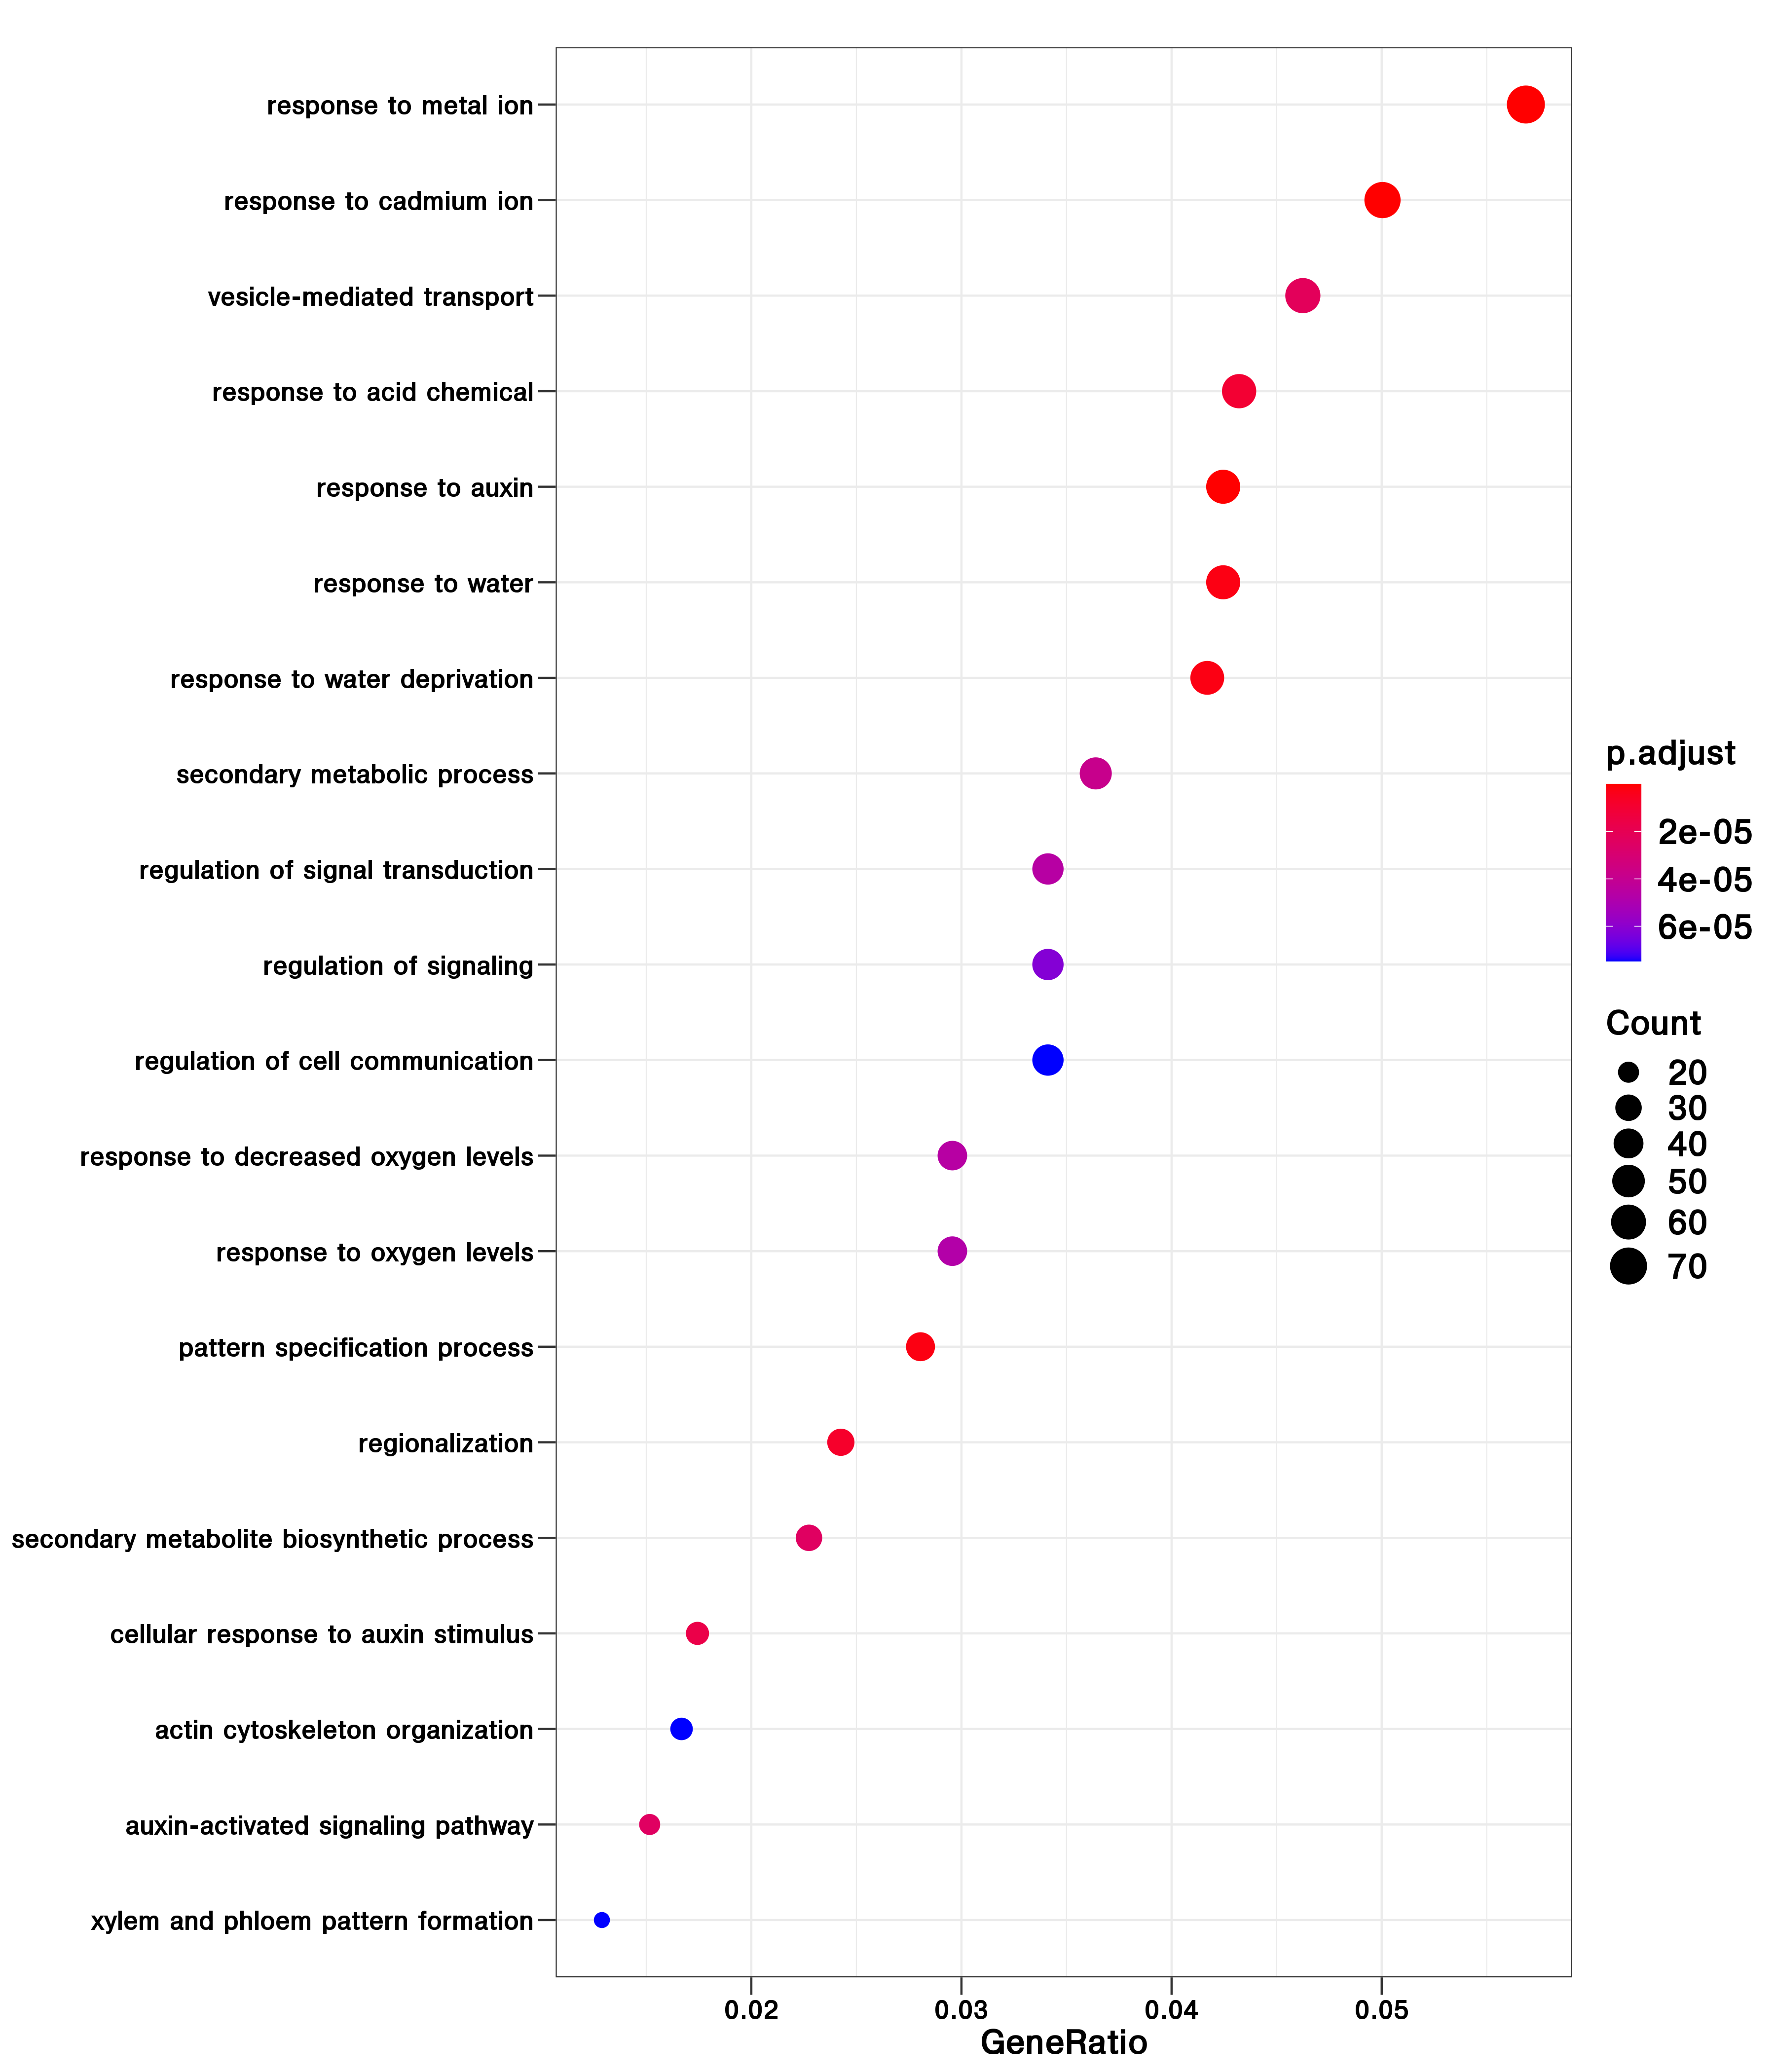 response to metal ion
response to cadmium ion
vesicle-mediated transport
response to acid chemical
response to auxin
response to water
response to water deprivation
secondary metabolic process
regulation of signal transduction
regulation of signaling
regulation of cell communication
response to decreased oxygen levels
response to oxygen levels
pattern specification process
regionalization
secondary metabolite biosynthetic process
cellular response to auxin stimulus
actin cytoskeleton organization
auxin-activated signaling pathway
xylem and phloem pattern formation
0.02 0.03 0.04 0.05
GeneRatio
p.adjust
2e-05
4e-05
6e-05
Count
20
30
40
50
60
70